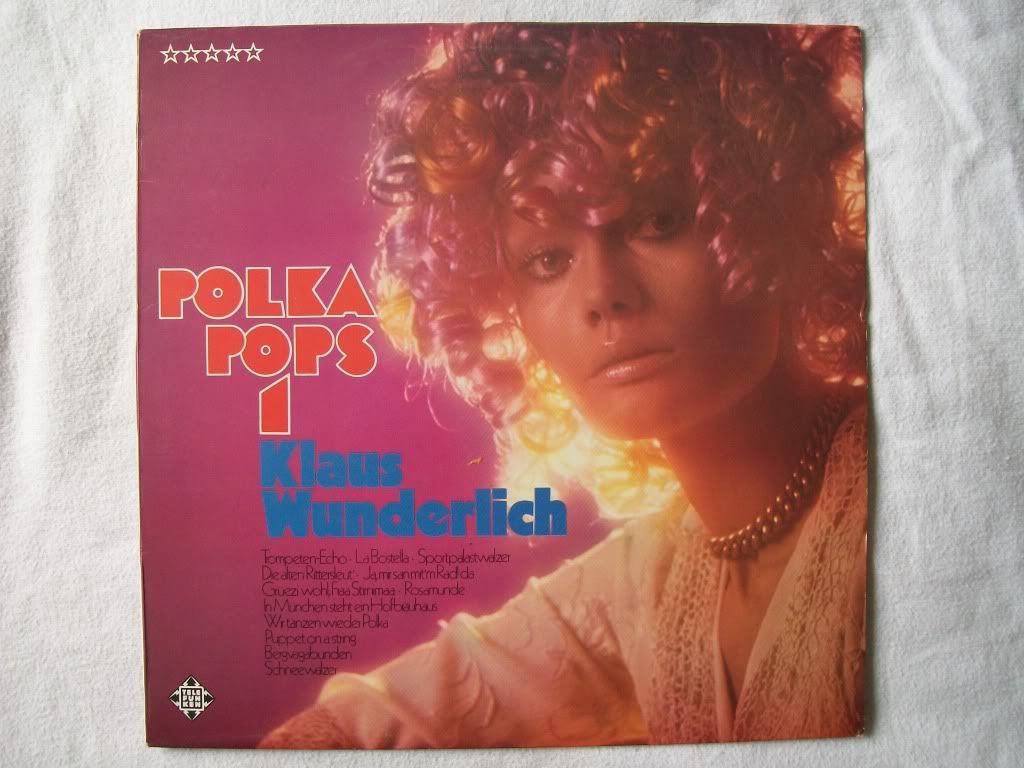 POLKA
POPS
1
Klaus
Wunderlich
Trompeten-Echo · La Bostella · Sportpalastwalzer
Die alten Rittersleut' · Ja, mir san mit'm Radl da
Grüezi wohl, Fraa Stirnimaa · Rosamunde
In München steht ein Hofbräuhaus
Wir tanzen wieder Polka
Puppet on a string
Bergvagabunden
Schneewalzer
TELE
FUN
KEN